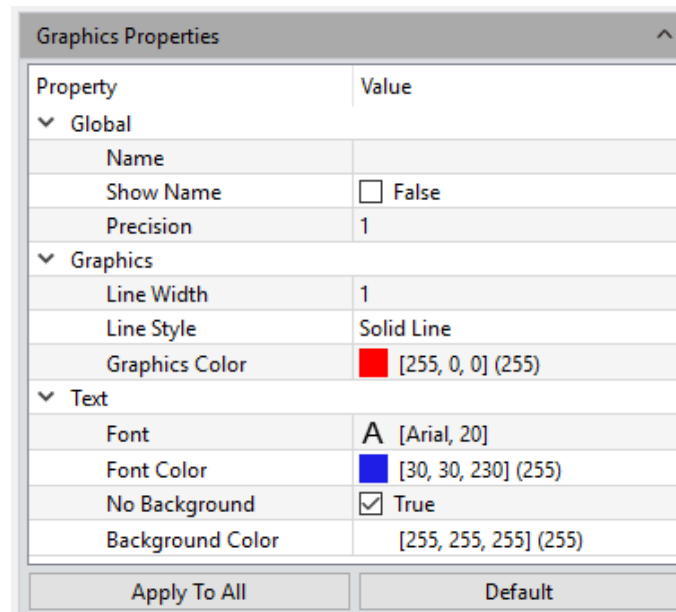 Graphics Properties
Property Value
Global
Name
Show Name False
Precision 1
Graphics
Line Width 1
Line Style Solid Line
Graphics Color [255, 0, 0] (255)
Text
Font A [Arial, 20]
Font Color [30, 30, 230] (255)
No Background True
Background Color [255, 255, 255] (255)
Apply To All Default